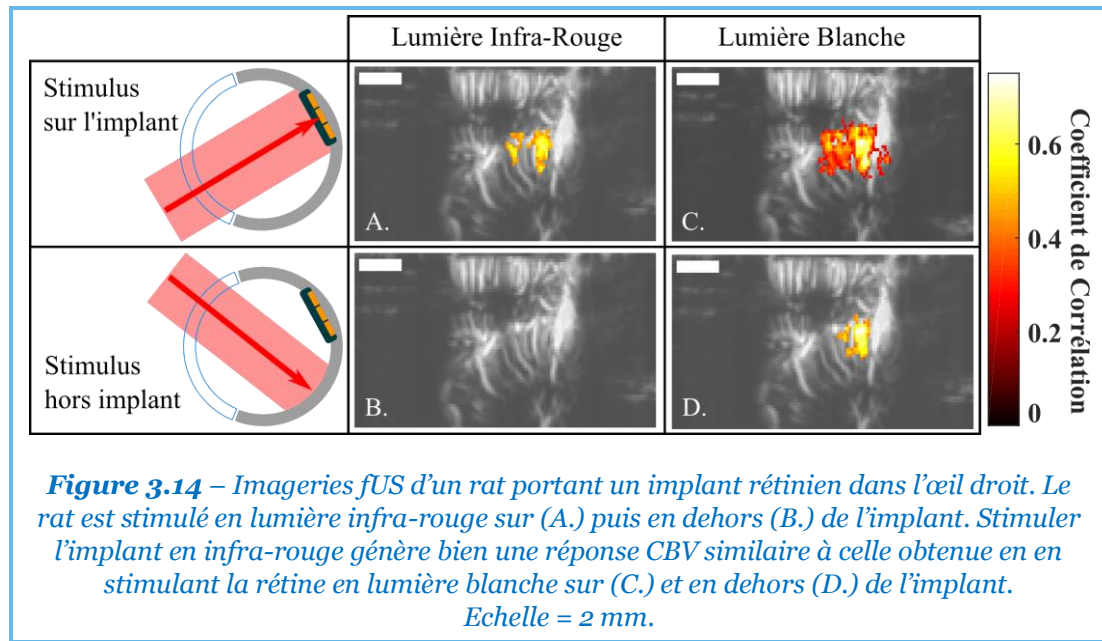 Lumière Infra-Rouge
Lumière Blanche
Stimulus
sur l'implant
A.
C.
Stimulus
hors implant
B.
D.
0.6
0.4
0.2
0
Coefficient de Corrélation
Figure 3.14 – Imageries fUS d'un rat portant un implant rétinien dans l'œil droit. Le
rat est stimulé en lumière infra-rouge sur (A.) puis en dehors (B.) de l'implant. Stimuler
l'implant en infra-rouge génère bien une réponse CBV similaire à celle obtenue en en
stimulant la rétine en lumière blanche sur (C.) et en dehors (D.) de l'implant.
Echelle = 2 mm.